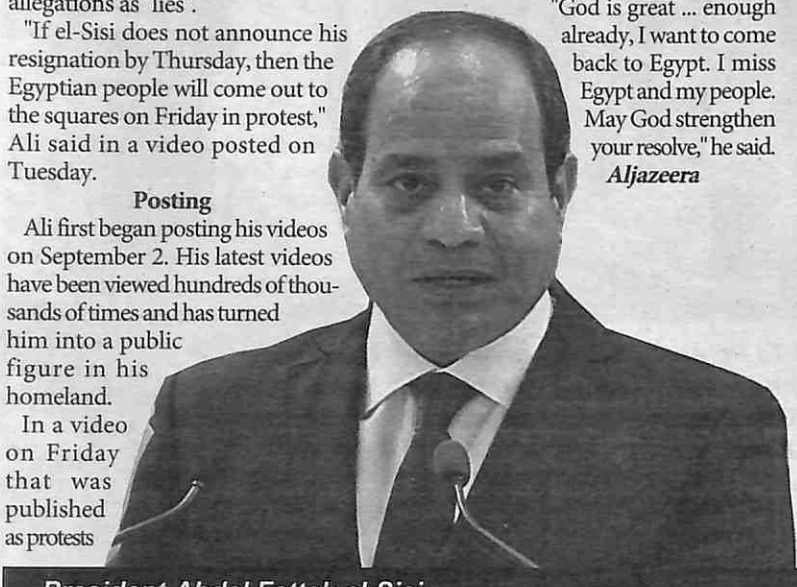 allegations as "lies".
"If el-Sisi does not announce his
resignation by Thursday, then the
Egyptian people will come out to
the squares on Friday in protest,"
Ali said in a video posted on
Tuesday.
Posting
Ali first began posting his videos
on September 2. His latest videos
have been viewed hundreds of thou-
sands of times and has turned
him into a public
figure in his
homeland.
In a video
on Friday
that was
published
as protests
"God is great ... enough
already, I want to come
back to Egypt. I miss
Egypt and my people.
May God strengthen
your resolve," he said.
Aljazeera
President Abdel Fattah el-Sisi